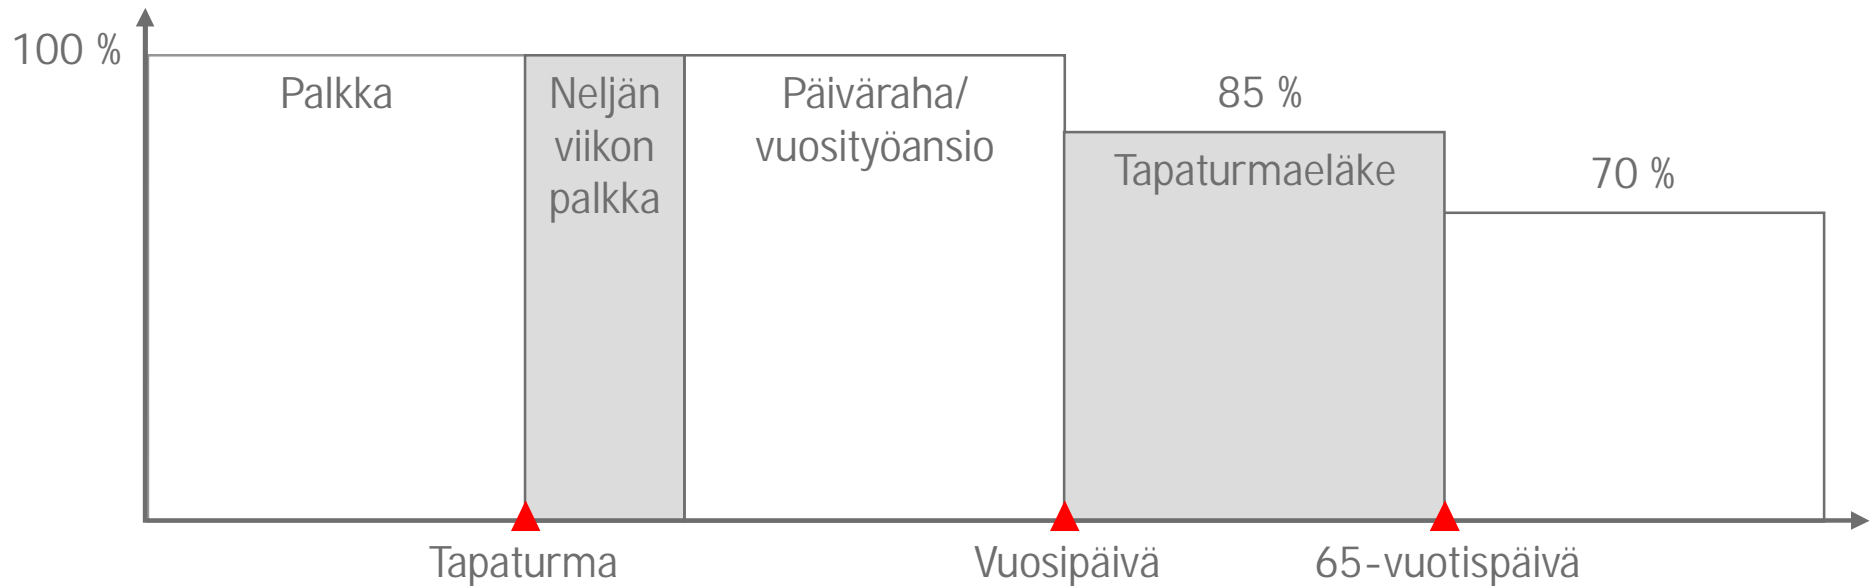 100 %
Palkka
Neljän
viikon
palkka
Päiväraha/
vuosityöansio
85 %
Tapaturmaeläke
70 %
Tapaturma
Vuosipäivä
65-vuotispäivä